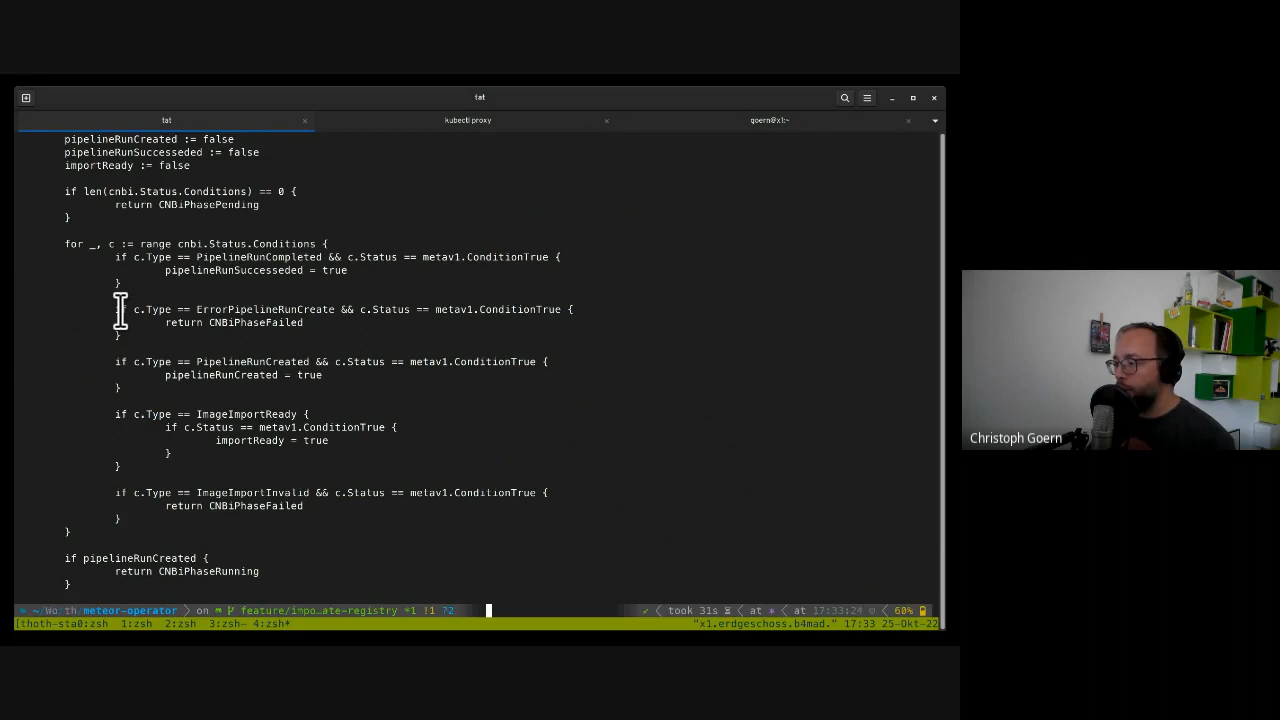 tat
tat
kubectl proxy
goern@x1:~
pipelineRunCreated := false
pipelineRunSuccesseded := false
importReady := false
if len(cnbi.Status.Conditions) == 0 {
return CNBiPhasePending
}
for _, c := range cnbi.Status.Conditions {
if c.Type == PipelineRunCompleted && c.Status == metav1.ConditionTrue {
pipelineRunSuccesseded = true
}
if c.Type == ErrorPipelineRunCreate && c.Status == metav1.ConditionTrue {
return CNBiPhaseFailed
}
if c.Type == PipelineRunCreated && c.Status == metav1.ConditionTrue {
pipelineRunCreated = true
}
if c.Type == ImageImportReady {
if c.Status == metav1.ConditionTrue {
importReady = true
}
}
if c.Type == ImageImportInvalid && c.Status == metav1.ConditionTrue {
return CNBiPhaseFailed
}
}
if pipelineRunCreated {
return CNBiPhaseRunning
}
~/Wo/th/meteor-operator on feature/impo…ate-registry *1 !1 ?2 took 31s at at 17:33:24 60%
[thoth-sta0:zsh 1:zsh 2:zsh 3:zsh- 4:zsh* "x1.erdgeschoss.b4mad." 17:33 25-Okt-22
Christoph Goern